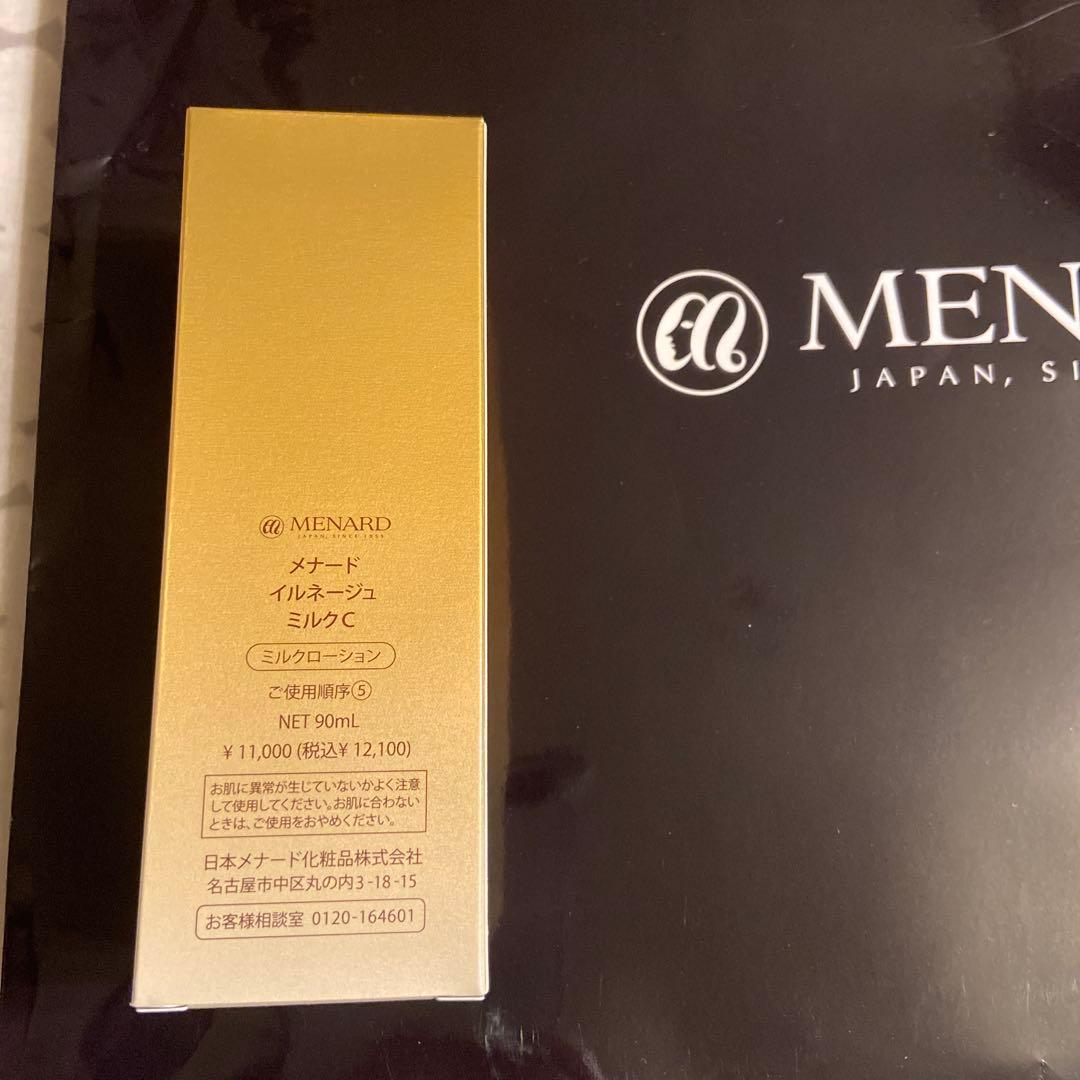 MENARD
JAPAN, SINCE 1959
メナード
イルネージュ
ミルクC
ミルクローション
ご使用順序⑤
NET 90mL
¥11,000 (税込¥12,100)
お肌に異常が生じていないかよく注意
して使用してください。お肌に合わない
ときは、ご使用をおやめください。
日本メナード化粧品株式会社
名古屋市中区丸の内3-18-15
お客様相談室 0120-164601
MEN
JAPAN, SI